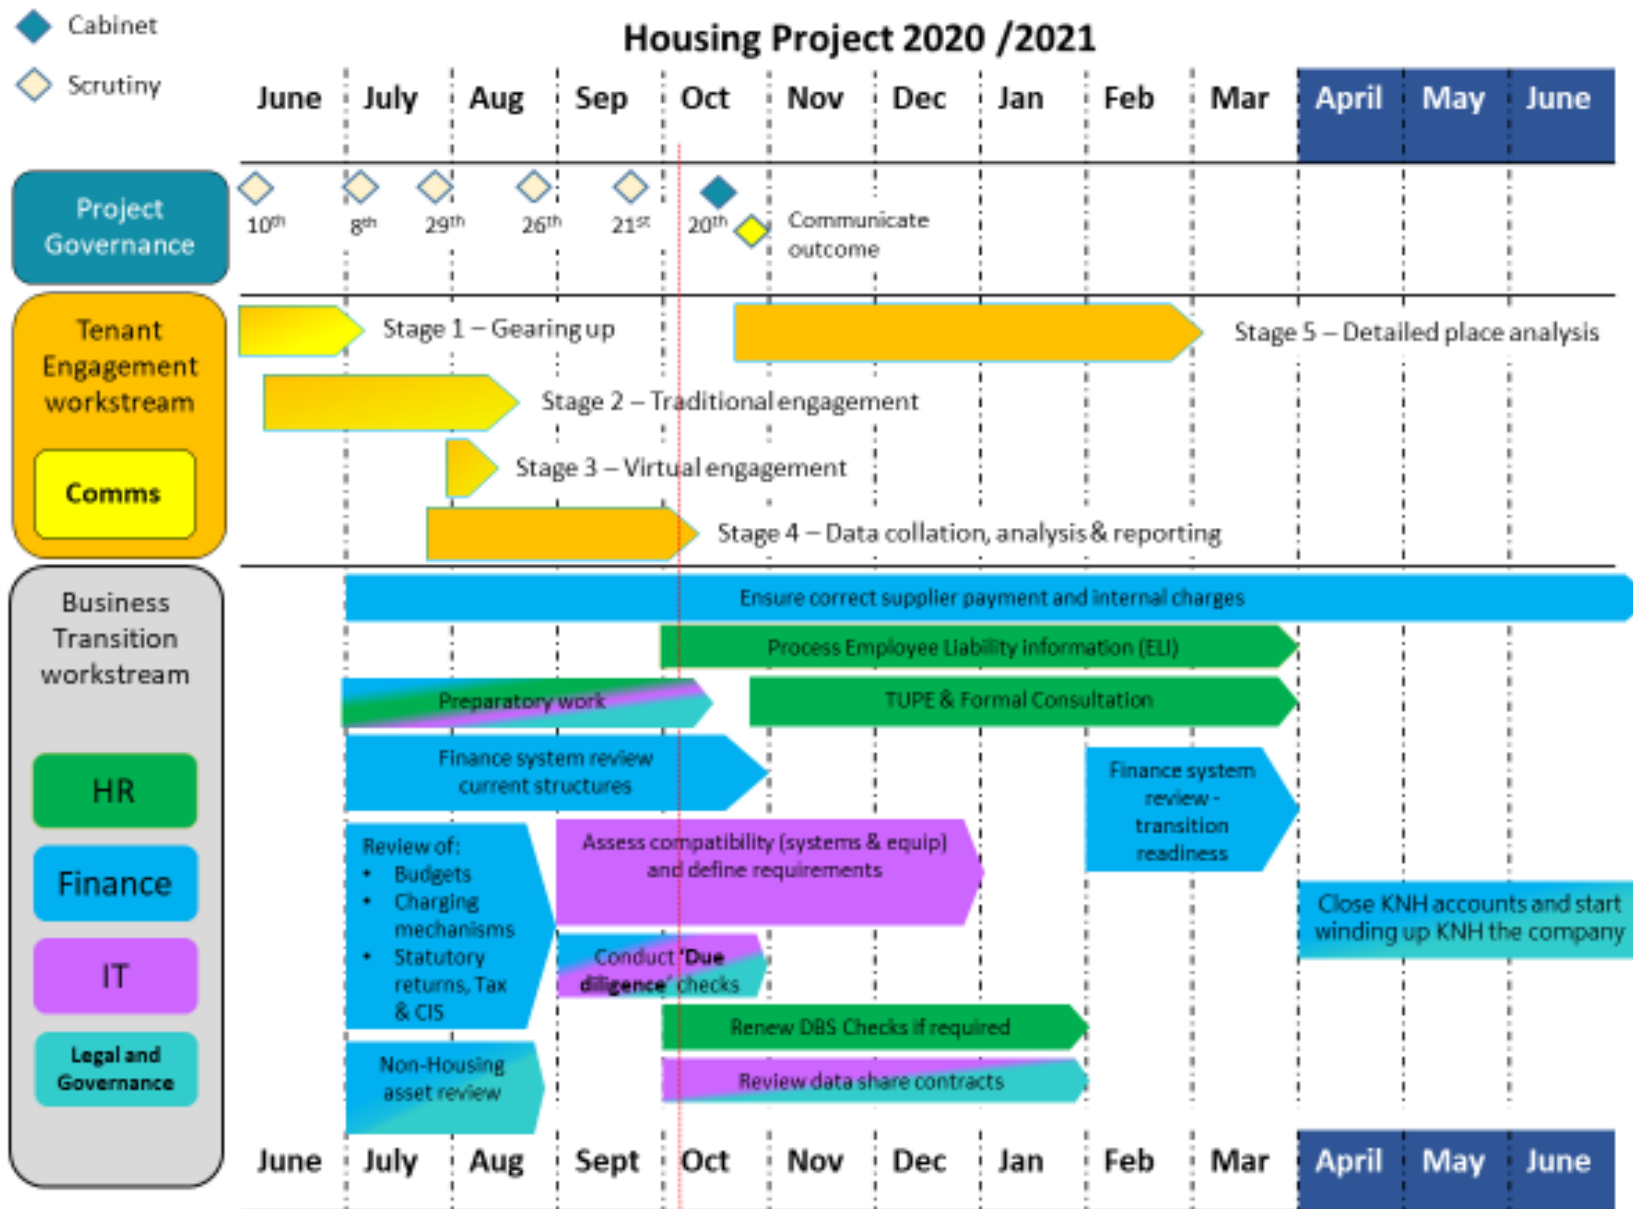 Cabinet
Scrutiny
Housing Project 2020 /2021
June July Aug Sep Oct Nov Dec Jan Feb Mar April May June
Project
Governance
10th 8th 29th 26th 21st 20th
Communicate
outcome
Tenant
Engagement
workstream
Comms
Stage 1 – Gearing up
Stage 5 – Detailed place analysis
Stage 2 – Traditional engagement
Stage 3 – Virtual engagement
Stage 4 – Data collation, analysis & reporting
Business
Transition
workstream
HR
Finance
IT
Legal and
Governance
Ensure correct supplier payment and internal charges
Process Employee Liability information (ELI)
Preparatory work
TUPE & Formal Consultation
Finance system review
current structures
Finance system
review -
transition
readiness
Review of:
• Budgets
• Charging
mechanisms
• Statutory
returns, Tax
& CIS
Assess compatibility (systems & equip)
and define requirements
Close KNH accounts and start
winding up KNH the company
Conduct 'Due
diligence' checks
Renew DBS Checks if required
Non-Housing
asset review
Review data share contracts
June July Aug Sept Oct Nov Dec Jan Feb Mar April May June